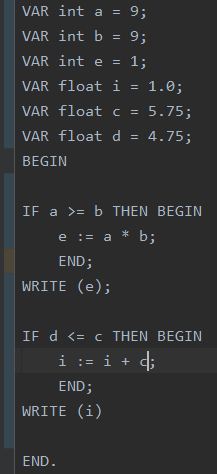 VAR int a = 9;
VAR int b = 9;
VAR int e = 1;
VAR float i = 1.0;
VAR float c = 5.75;
VAR float d = 4.75;
BEGIN
IF a >= b THEN BEGIN
e := a * b;
END;
WRITE (e);
IF d <= c THEN BEGIN
i := i + c;
END;
WRITE (i)
END.